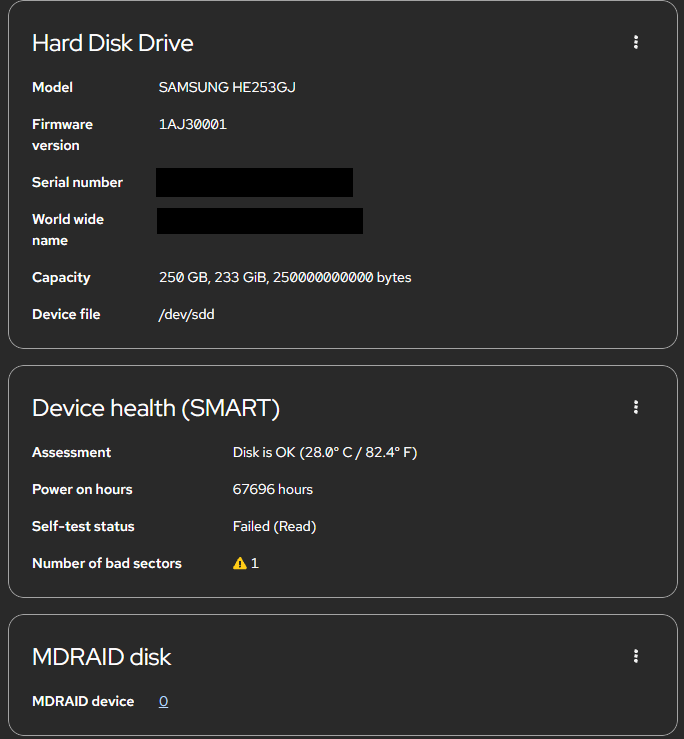 Hard Disk Drive
Model SAMSUNG HE253GJ
Firmware version 1AJ30001
Serial number
World wide name
Capacity 250 GB, 233 GiB, 250000000000 bytes
Device file /dev/sdd
Device health (SMART)
Assessment Disk is OK (28.0° C / 82.4° F)
Power on hours 67696 hours
Self-test status Failed (Read)
Number of bad sectors 1
MDRAID disk
MDRAID device 0